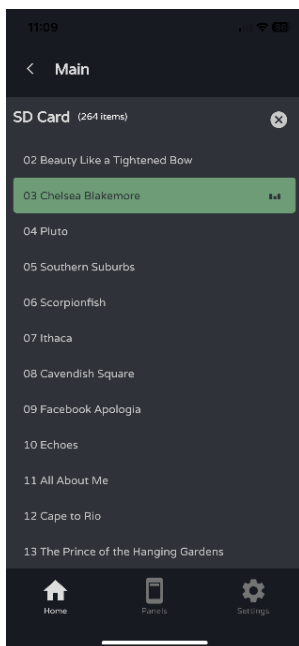 11:09
Main
SD Card (264 items)
02 Beauty Like a Tightened Bow
03 Chelsea Blakemore
04 Pluto
05 Southern Suburbs
06 Scorpionfish
07 Ithaca
08 Cavendish Square
09 Facebook Apologia
10 Echoes
11 All About Me
12 Cape to Rio
13 The Prince of the Hanging Gardens
Home Panels Settings